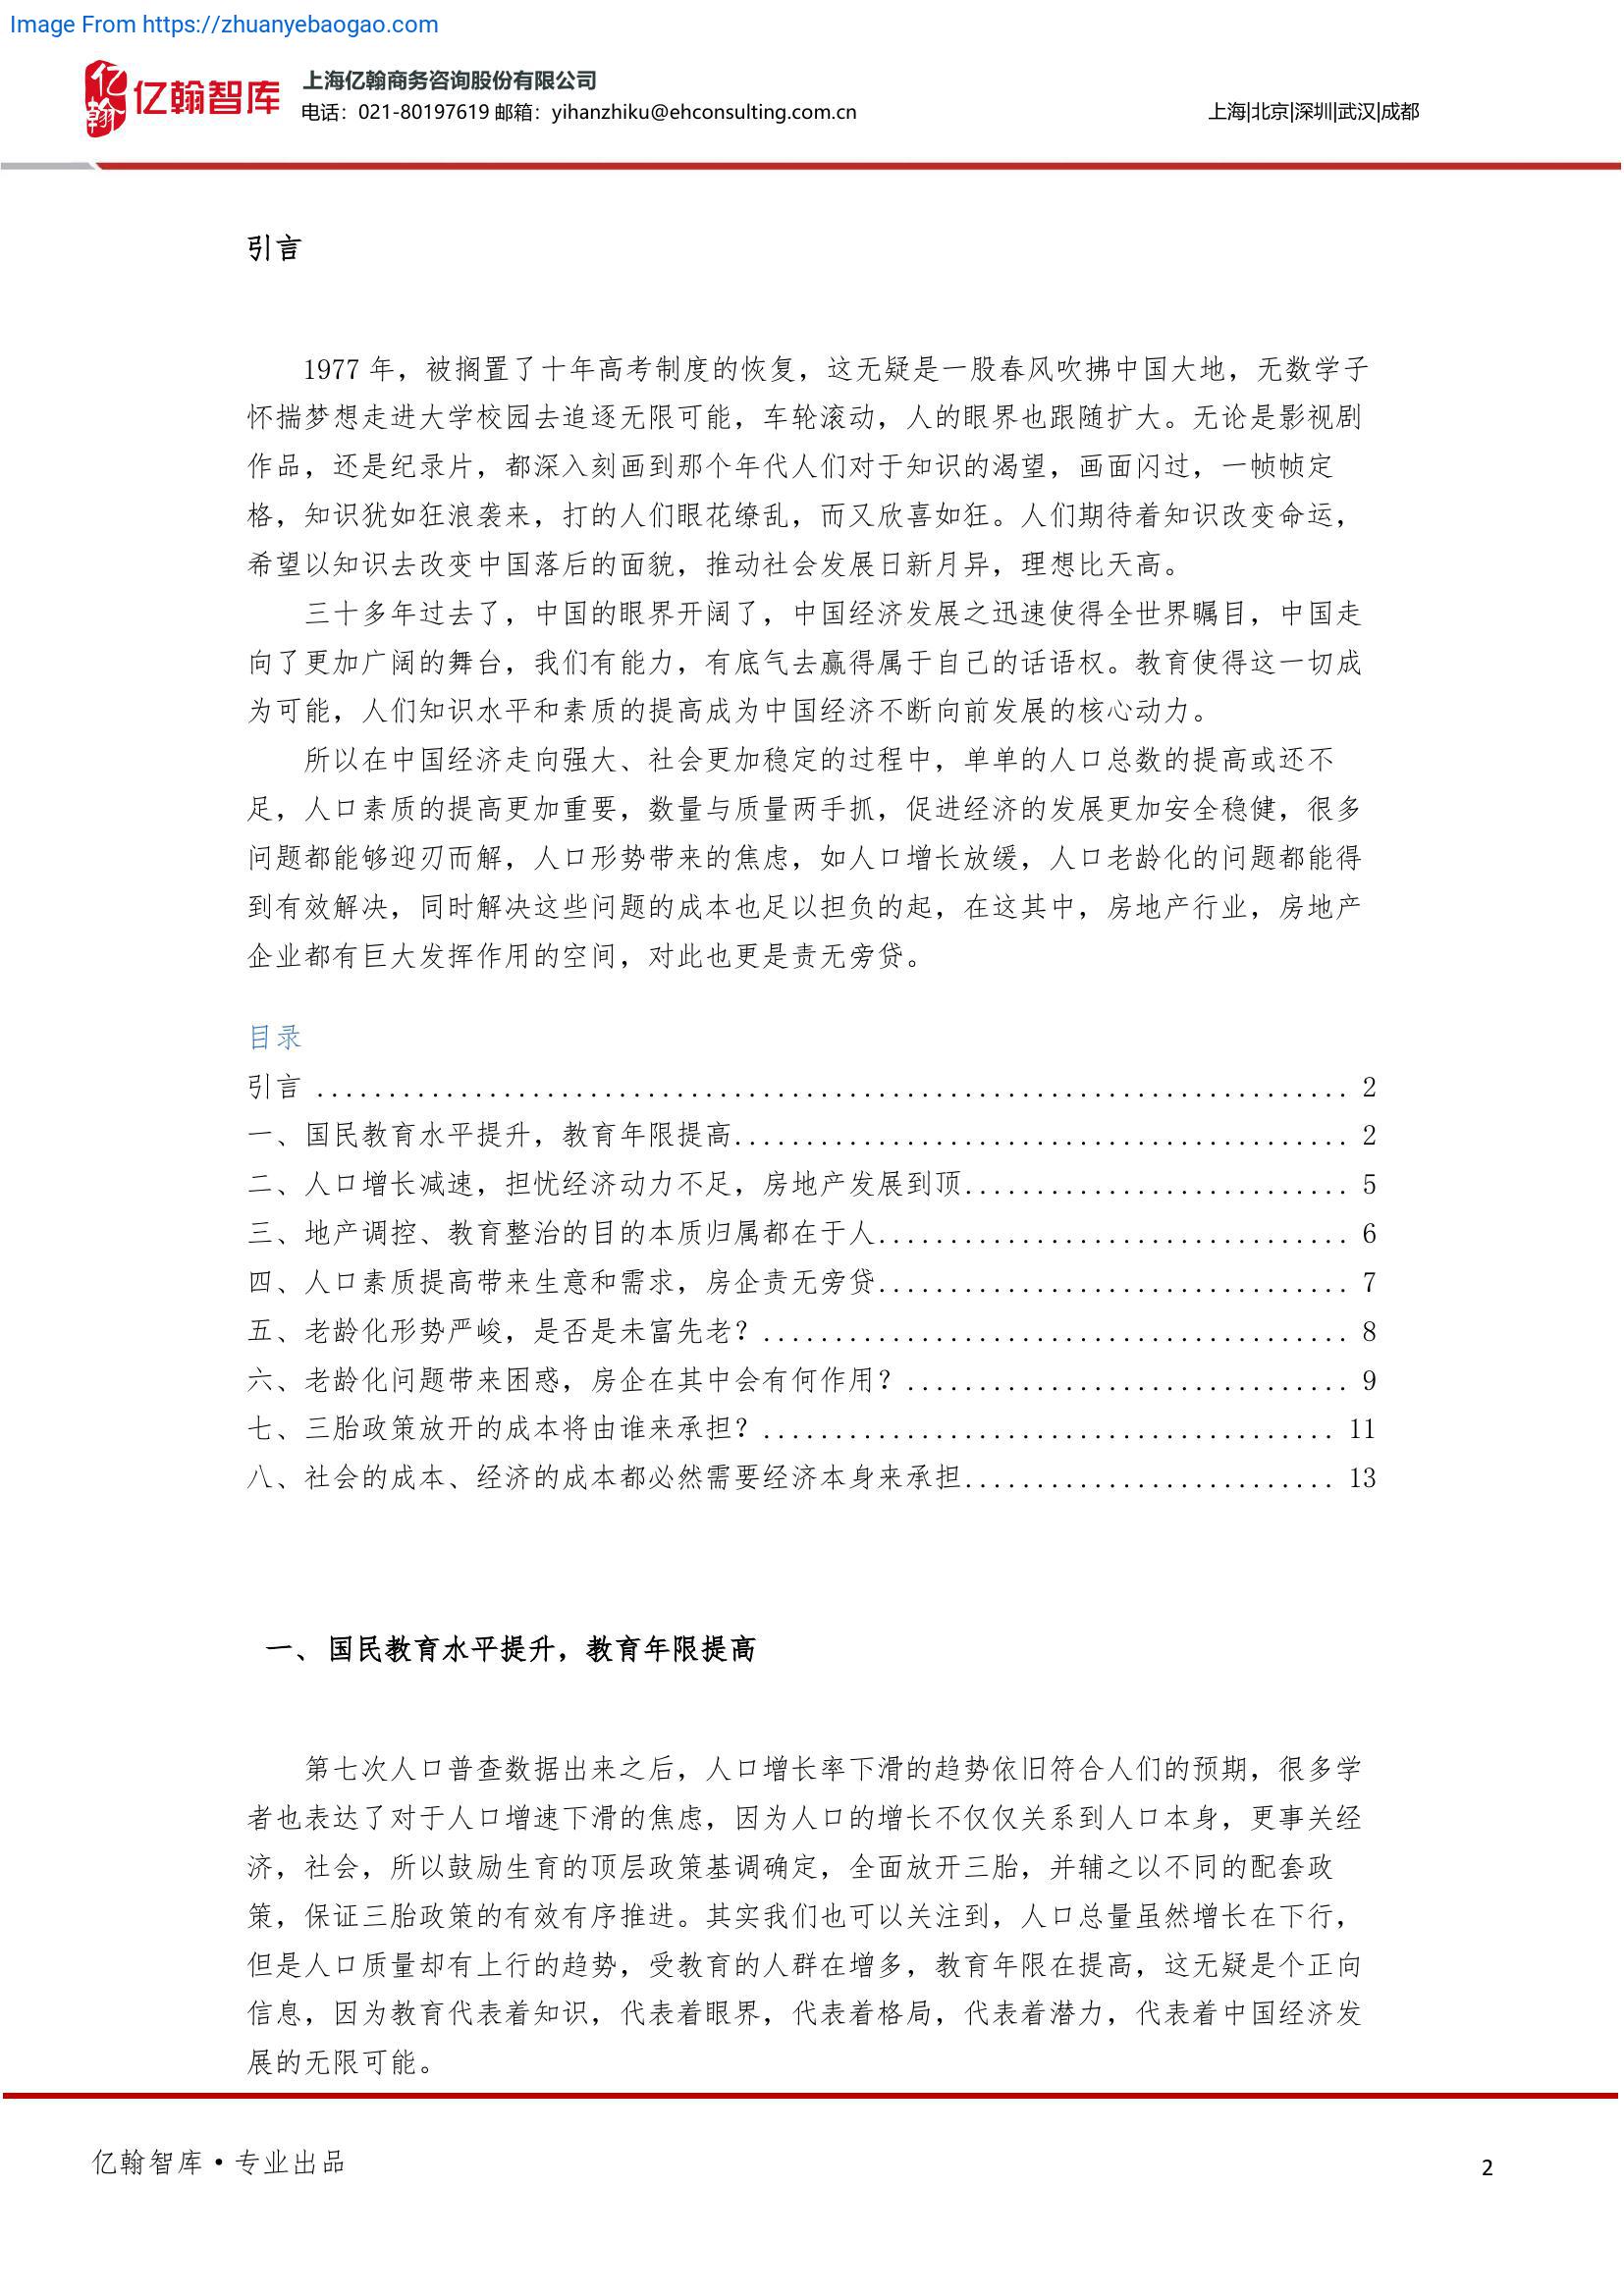 Image From https://zhuanyebaogao.com
亿翰
亿翰智库
上海亿翰商务咨询股份有限公司
电话：021-80197619 邮箱：yihanzhiku@ehconsulting.com.cn
上海|北京|深圳|武汉|成都
引言
1977 年，被搁置了十年高考制度的恢复，这无疑是一股春风吹拂中国大地，无数学子
怀揣梦想走进大学校园去追逐无限可能，车轮滚动，人的眼界也跟随扩大。无论是影视剧
作品，还是纪录片，都深入刻画到那个年代人们对于知识的渴望，画面闪过，一帧帧定
格，知识犹如狂浪袭来，打的人们眼花缭乱，而又欣喜如狂。人们期待着知识改变命运，
希望以知识去改变中国落后的面貌，推动社会发展日新月异，理想比天高。
三十多年过去了，中国的眼界开阔了，中国经济发展之迅速使得全世界瞩目，中国走
向了更加广阔的舞台，我们有能力，有底气去赢得属于自己的话语权。教育使得这一切成
为可能，人们知识水平和素质的提高成为中国经济不断向前发展的核心动力。
所以在中国经济走向强大、社会更加稳定的过程中，单单的人口总数的提高或还不
足，人口素质的提高更加重要，数量与质量两手抓，促进经济的发展更加安全稳健，很多
问题都能够迎刃而解，人口形势带来的焦虑，如人口增长放缓，人口老龄化的问题都能得
到有效解决，同时解决这些问题的成本也足以担负的起，在这其中，房地产行业，房地产
企业都有巨大发挥作用的空间，对此也更是责无旁贷。
目录
引言 ........................................................................ 2
一、国民教育水平提升，教育年限提高........................................... 2
二、人口增长减速，担忧经济动力不足，房地产发展到顶........................... 5
三、地产调控、教育整治的目的本质归属都在于人................................. 6
四、人口素质提高带来生意和需求，房企责无旁贷................................. 7
五、老龄化形势严峻，是否是未富先老？......................................... 8
六、老龄化问题带来困惑，房企在其中会有何作用？............................... 9
七、三胎政策放开的成本将由谁来承担？........................................ 11
八、社会的成本、经济的成本都必然需要经济本身来承担.......................... 13
一、 国民教育水平提升，教育年限提高
第七次人口普查数据出来之后，人口增长率下滑的趋势依旧符合人们的预期，很多学
者也表达了对于人口增速下滑的焦虑，因为人口的增长不仅仅关系到人口本身，更事关经
济，社会，所以鼓励生育的顶层政策基调确定，全面放开三胎，并辅之以不同的配套政
策，保证三胎政策的有效有序推进。其实我们也可以关注到，人口总量虽然增长在下行，
但是人口质量却有上行的趋势，受教育的人群在增多，教育年限在提高，这无疑是个正向
信息，因为教育代表着知识，代表着眼界，代表着格局，代表着潜力，代表着中国经济发
展的无限可能。
亿翰智库•专业出品
2